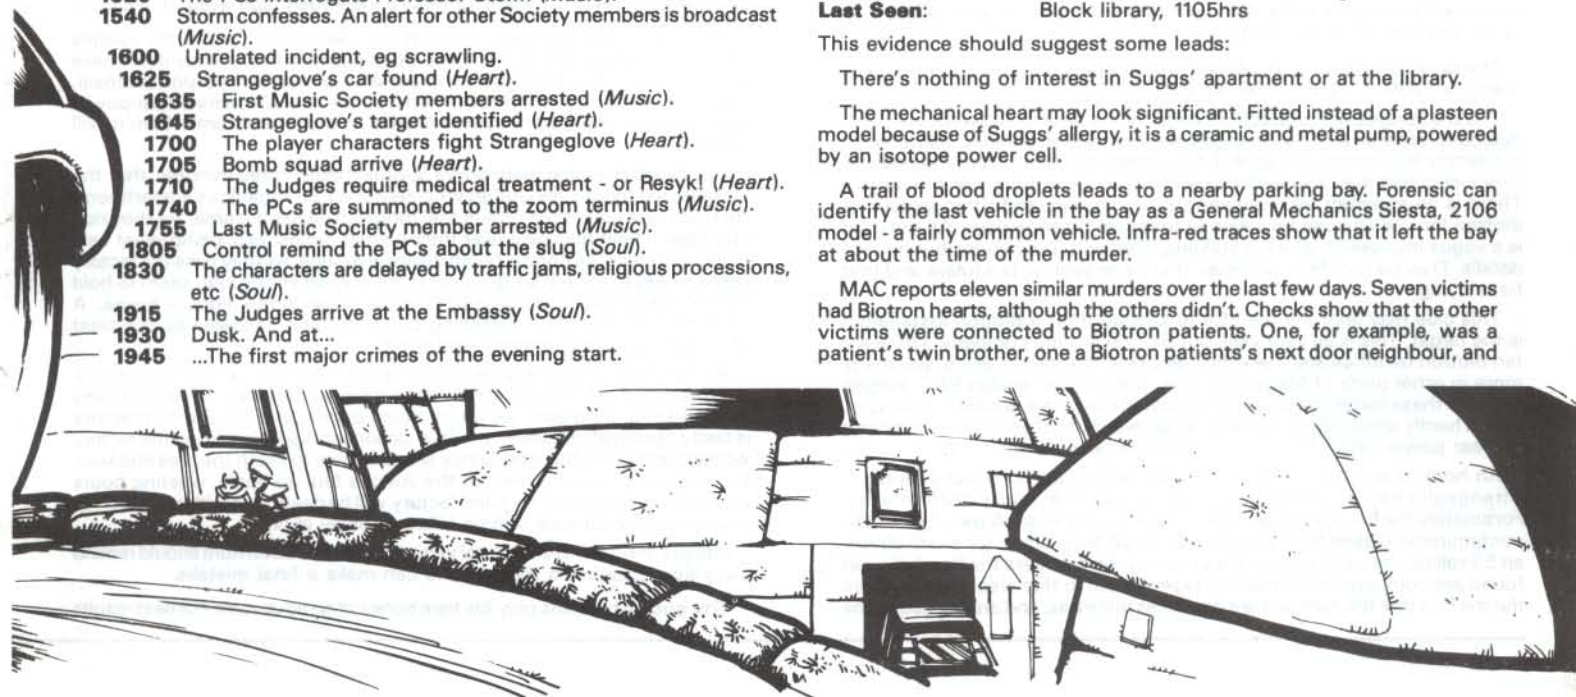 The PCs interrogate Professor Storm (Music).
1540 Storm confesses. An alert for other Society members is broadcast
(Music).
1600 Unrelated incident, eg scrawling.
1625 Strangeglove's car found (Heart).
1635 First Music Society members arrested (Music).
1645 Strangeglove's target identified (Heart).
1700 The player characters fight Strangeglove (Heart).
1705 Bomb squad arrive (Heart).
1710 The Judges require medical treatment - or Resyk! (Heart).
1740 The PCs are summoned to the zoom terminus (Music).
1755 Last Music Society member arrested (Music).
1805 Control remind the PCs about the slug (Soul).
1830 The characters are delayed by traffic jams, religious processions,
etc (Soul).
1915 The Judges arrive at the Embassy (Soul).
1930 Dusk. And at...
1945 ...The first major crimes of the evening start.
Last Seen: Block library, 1105hrs
This evidence should suggest some leads:
There's nothing of interest in Suggs' apartment or at the library.
The mechanical heart may look significant. Fitted instead of a plasteen
model because of Suggs' allergy, it is a ceramic and metal pump, powered
by an isotope power cell.
A trail of blood droplets leads to a nearby parking bay. Forensic can
identify the last vehicle in the bay as a General Mechanics Siesta, 2106
model - a fairly common vehicle. Infra-red traces show that it left the bay
at about the time of the murder.
MAC reports eleven similar murders over the last few days. Seven victims
had Biotron hearts, although the others didn't. Checks show that the other
victims were connected to Biotron patients. One, for example, was a
patient's twin brother, one a Biotron patients's next door neighbour, and